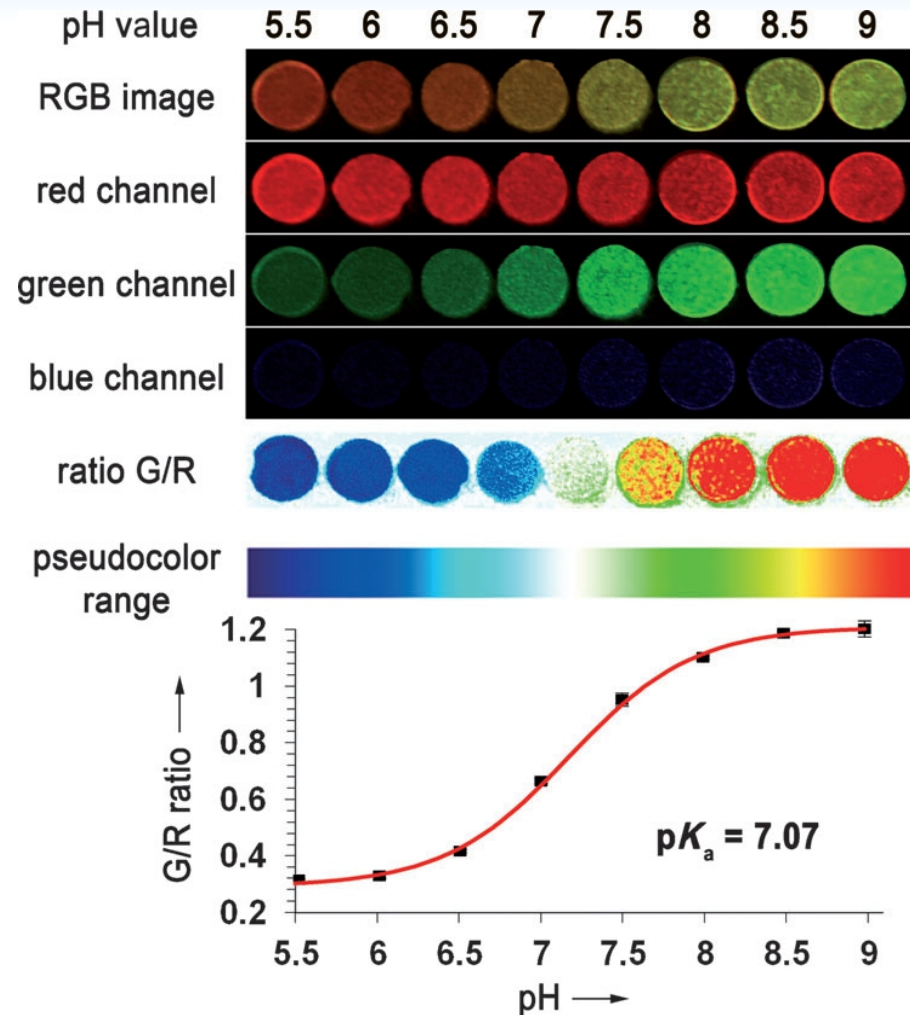 pH value 5.5 6 6.5 7 7.5 8 8.5 9
RGB image
red channel
green channel
blue channel
ratio G/R
pseudocolor
range
1.2
1
0.8
0.6
0.4
0.2
G/R ratio
pKa = 7.07
5.5 6 6.5 7 7.5 8 8.5 9
pH